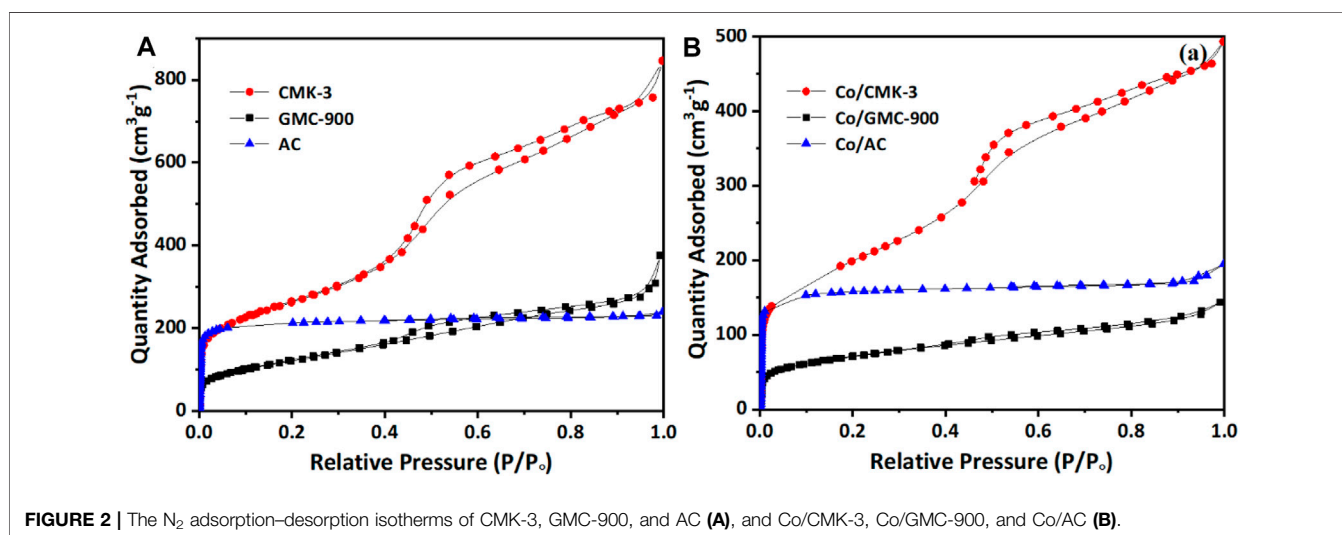 A
Quantity Adsorbed (cm³g⁻¹)
800
600
400
200
0
CMK-3
GMC-900
AC
0.0 0.2 0.4 0.6 0.8 1.0
Relative Pressure (P/Pₒ)
B
(a)
Quantity Adsorbed (cm³g⁻¹)
500
400
300
200
100
0
Co/CMK-3
Co/GMC-900
Co/AC
0.0 0.2 0.4 0.6 0.8 1.0
Relative Pressure (P/Pₒ)
FIGURE 2 | The N₂ adsorption–desorption isotherms of CMK-3, GMC-900, and AC (A), and Co/CMK-3, Co/GMC-900, and Co/AC (B).